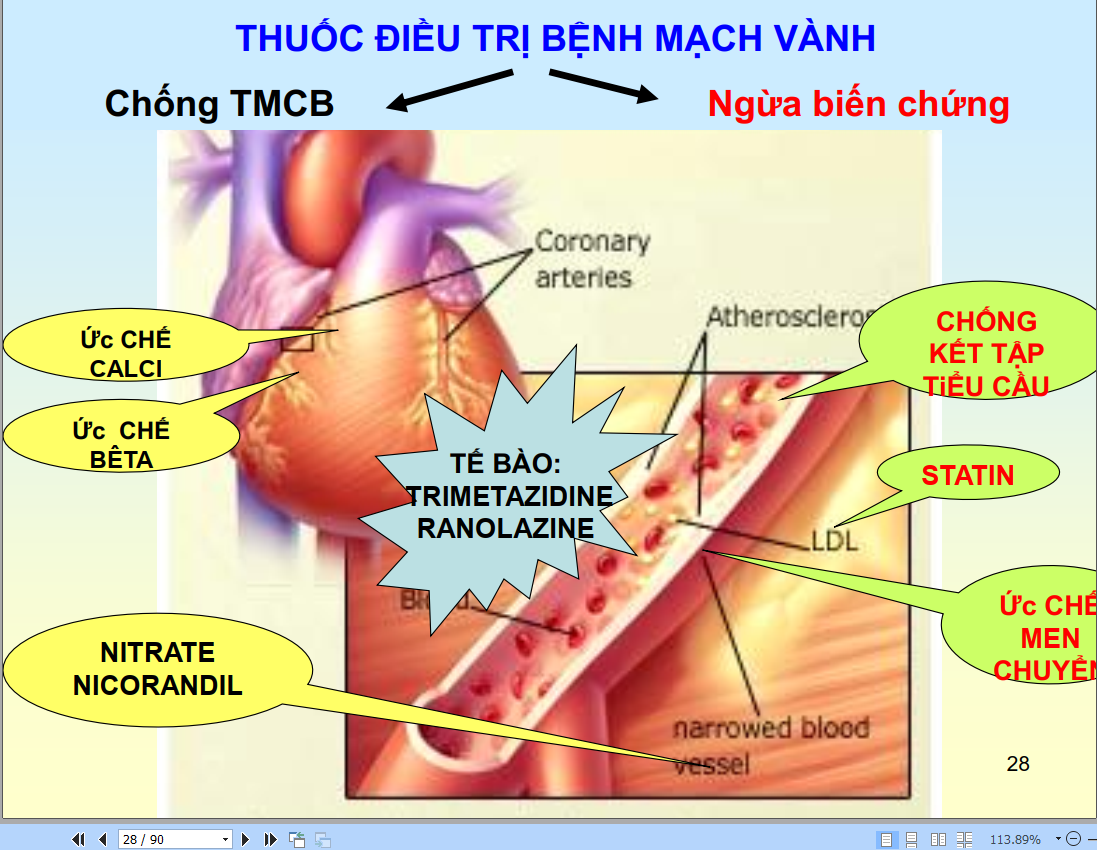 THUỐC ĐIỀU TRỊ BỆNH MẠCH VÀNH
Chống TMCB
Ngừa biến chứng
Coronary
arteries
Ức CHẾ
CALCI
Ức CHẾ
BÊTA
CHỐNG
KẾT TẬP
TiỂU CẦU
TẾ BÀO:
TRIMETAZIDINE
RANOLAZINE
STATIN
LDL
Ức CHẾ
MEN
CHUYỂN
NITRATE
NICORANDIL
narrowed blood
vessel
28
28 / 90
113.89%